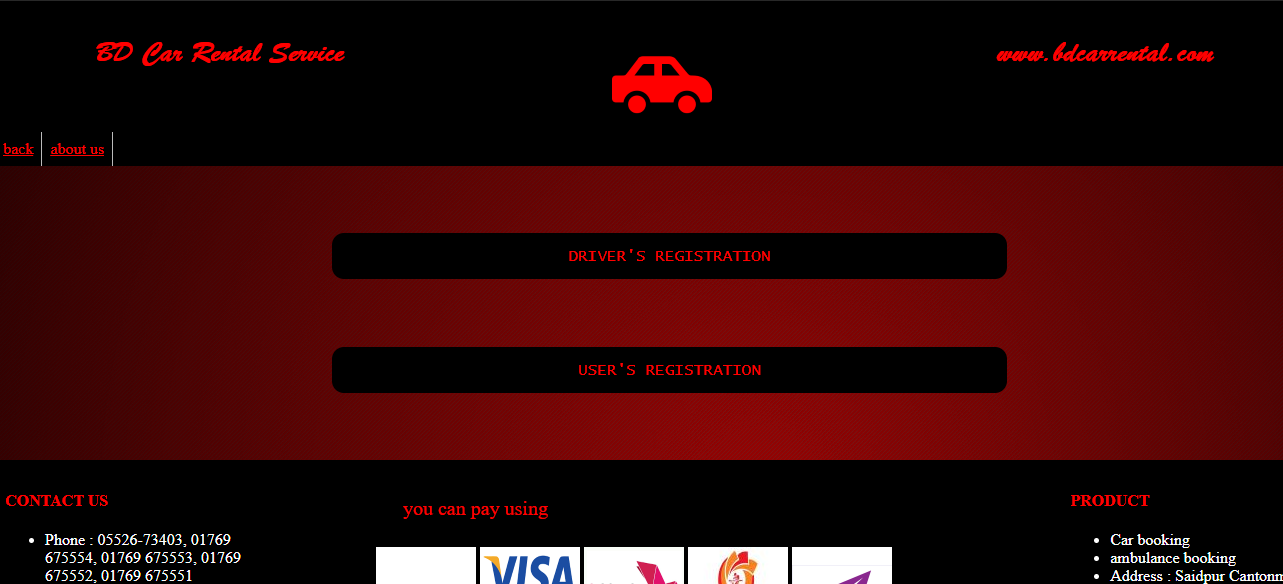 BD Car Rental Service
www.bdcarrental.com
back
about us
DRIVER'S REGISTRATION
USER'S REGISTRATION
CONTACT US
Phone : 05526-73403, 01769
675554, 01769 675553, 01769
675552, 01769 675551
you can pay using
VISA
PRODUCT
Car booking
ambulance booking
Address : Saidpur Cantonm